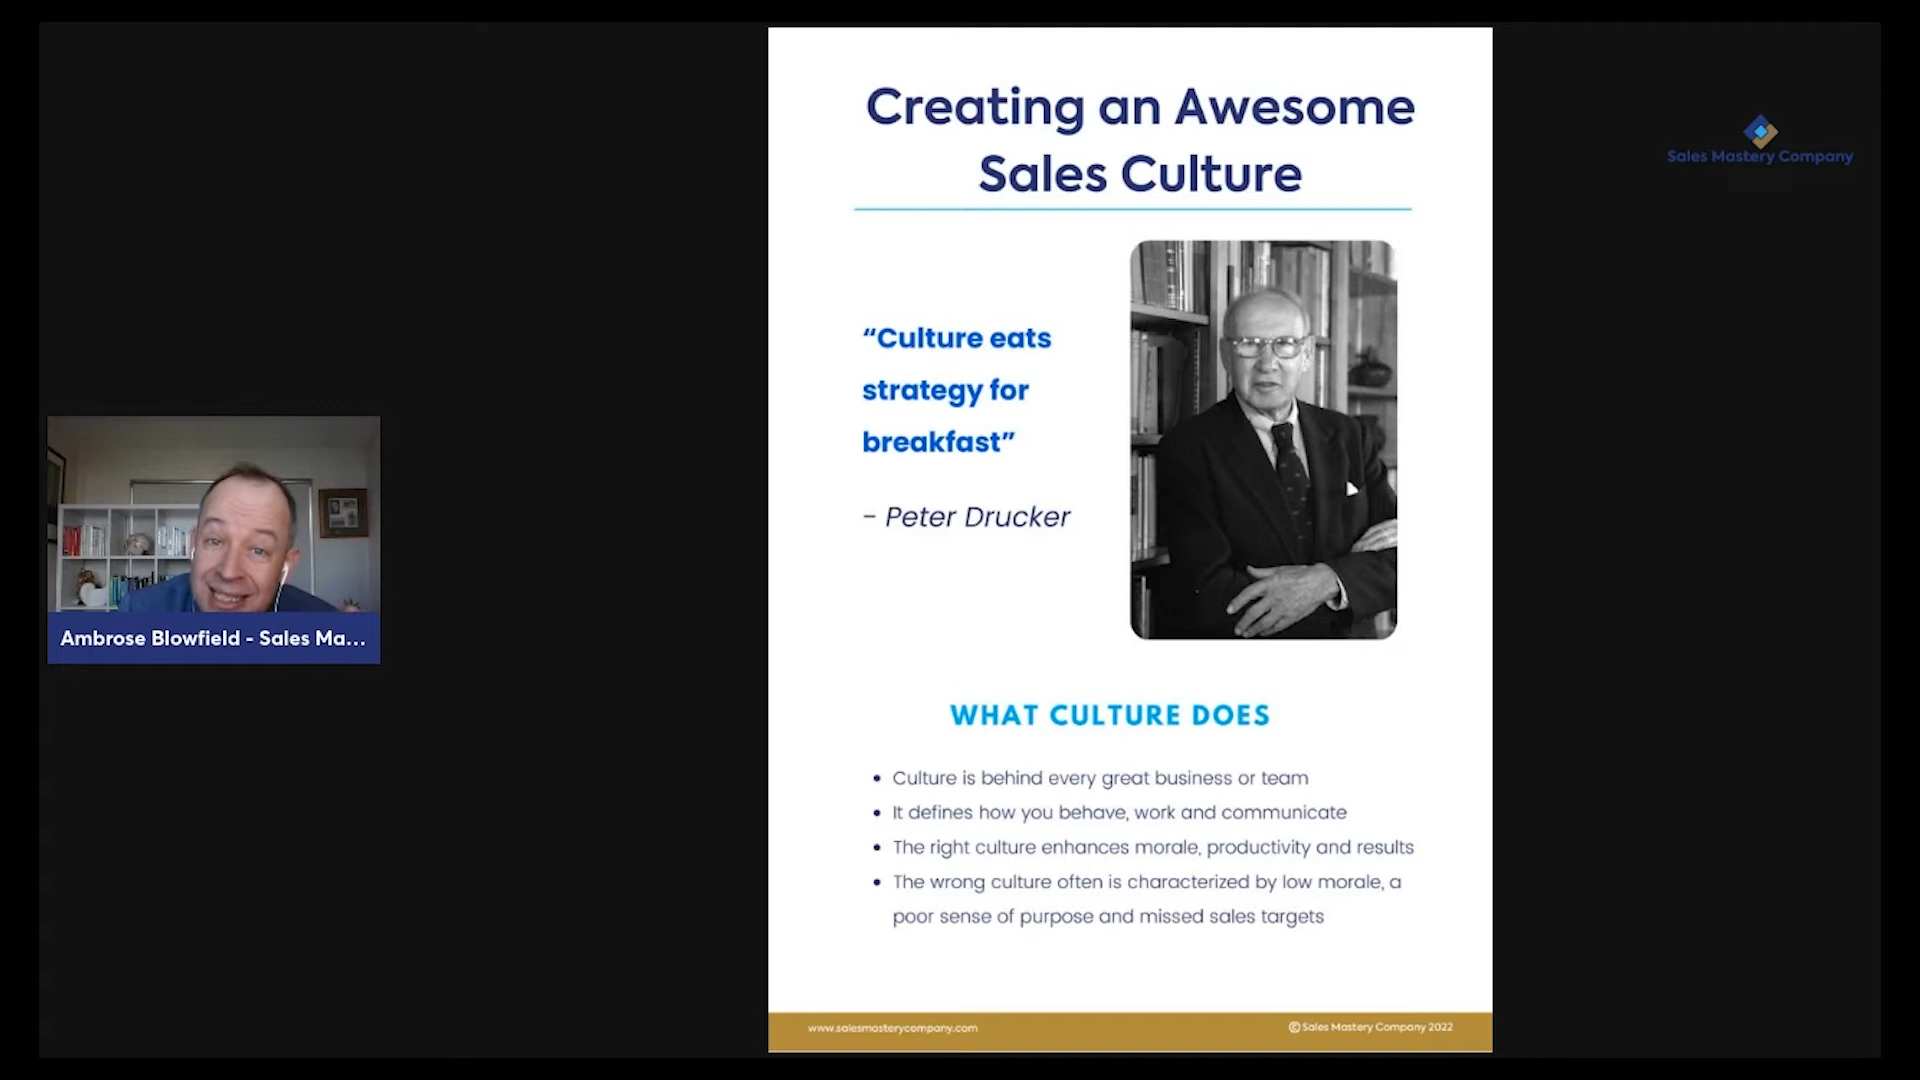 Creating an Awesome
Sales Culture
Sales Mastery Company
“Culture eats
strategy for
breakfast”
- Peter Drucker
Ambrose Blowfield - Sales Ma...
WHAT CULTURE DOES
• Culture is behind every great business or team
• It defines how you behave, work and communicate
• The right culture enhances morale, productivity and results
• The wrong culture often is characterized by low morale, a
poor sense of purpose and missed sales targets
www.salesmasterycompany.com
©Sales Mastery Company 2022